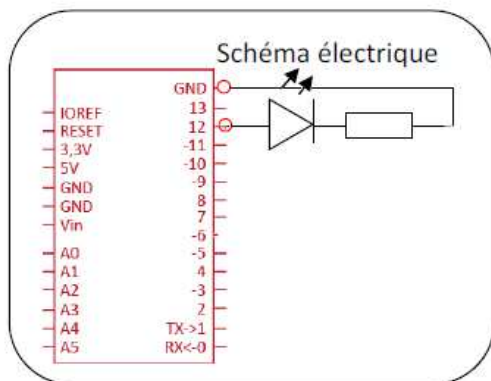 Schéma électrique
GND
13
12
-11
-10
-9
-8
7
-6
-5
4
-3
2
TX->1
RX<-0
IOREF
RESET
3,3V
5V
GND
GND
Vin
A0
A1
A2
A3
A4
A5